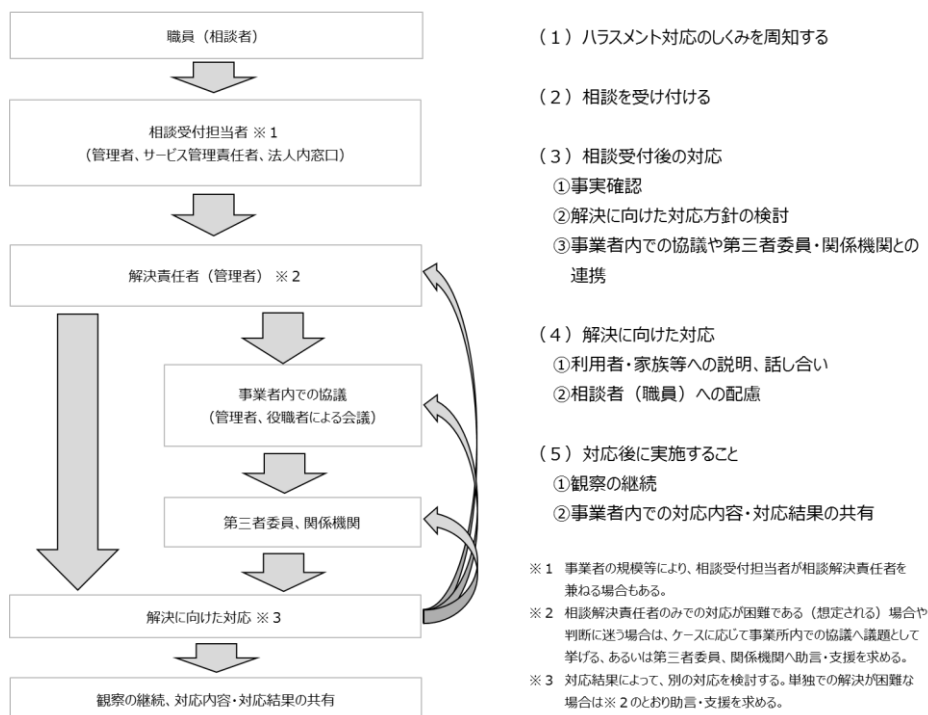 職員（相談者）
相談受付担当者 ※１
（管理者、サービス管理責任者、法人内窓口）
解決責任者（管理者） ※２
事業者内での協議
（管理者、役職者による会議）
第三者委員、関係機関
解決に向けた対応 ※３
観察の継続、対応内容・対応結果の共有
（１）ハラスメント対応のしくみを周知する
（２）相談を受け付ける
（３）相談受付後の対応
①事実確認
②解決に向けた対応方針の検討
③事業者内での協議や第三者委員・関係機関との
連携
（４）解決に向けた対応
①利用者・家族等への説明、話し合い
②相談者（職員）への配慮
（５）対応後に実施すること
①観察の継続
②事業者内での対応内容・対応結果の共有
※１ 事業者の規模等により、相談受付担当者が相談解決責任者を
兼ねる場合もある。
※２ 相談解決責任者のみでの対応が困難である（想定される）場合や
判断に迷う場合は、ケースに応じて事業所内での協議へ議題として
挙げる、あるいは第三者委員、関係機関へ助言・支援を求める。
※３ 対応結果によって、別の対応を検討する。単独での解決が困難な
場合は※２のとおり助言・支援を求める。